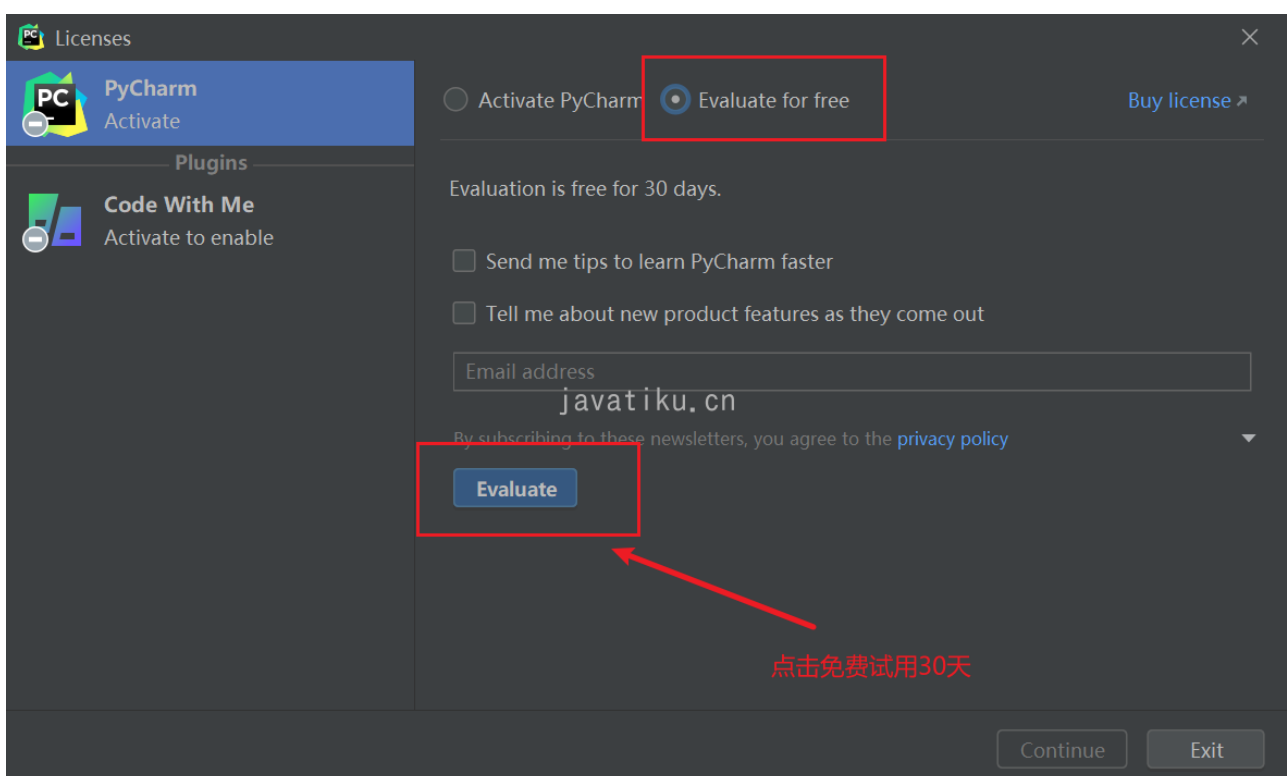 Licenses
PC
PyCharm
Activate
Plugins
Code With Me
Activate to enable
Activate PyCharm
Evaluate for free
Buy license
Evaluation is free for 30 days.
Send me tips to learn PyCharm faster
Tell me about new product features as they come out
Email address
javatiku.cn
By subscribing to these newsletters, you agree to the privacy policy
Evaluate
点击免费试用30天
Continue
Exit